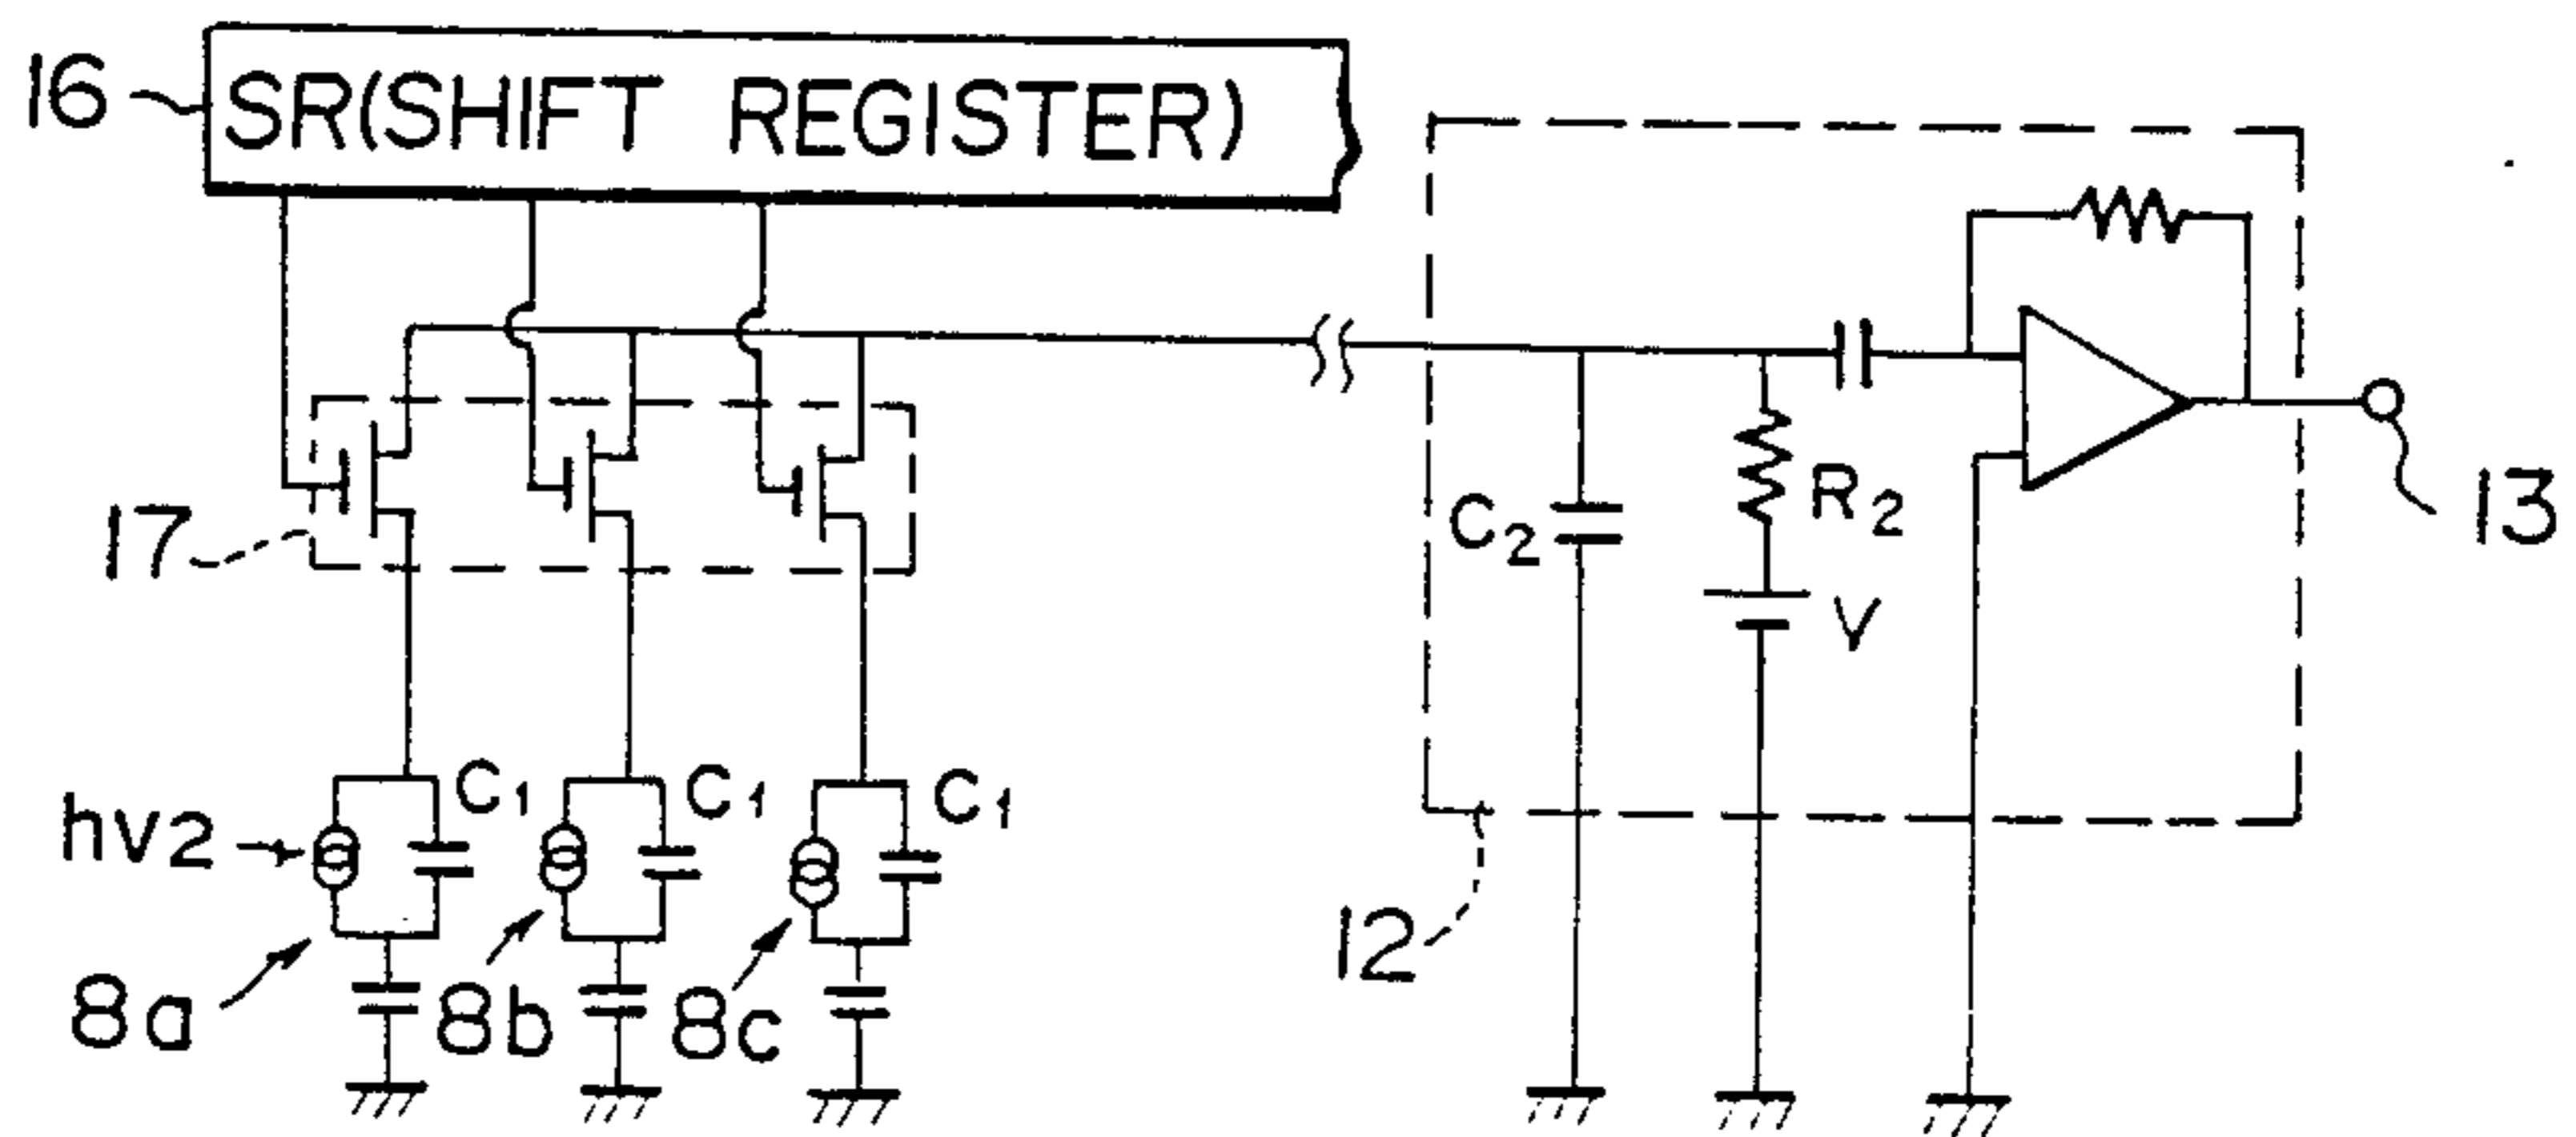 16
SR(SHIFT REGISTER)
17
C2
R2
V
13
hv2
C1
C1
C1
8a
8b
8c
12